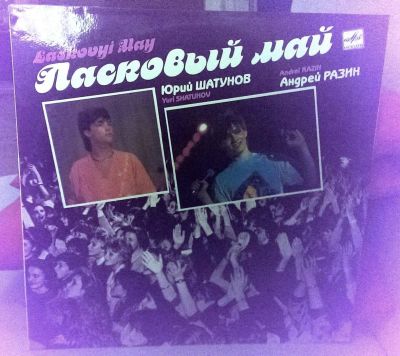 Laskovyi May
Ласковый май
Юрий ШАТУНОВ
Yuri SHATUNOV
Andrei RAZIN
Андрей РАЗИН